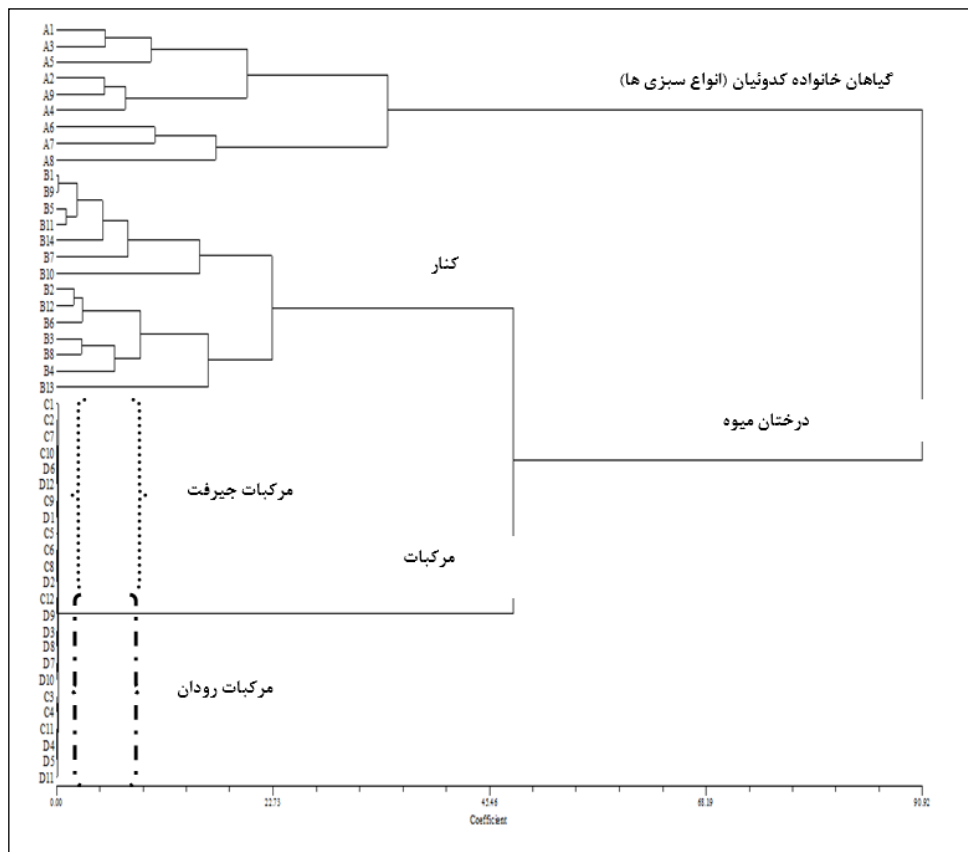 A1
A3
A5
A2
A9
A4
A6
A7
A8
B1
B9
B5
B11
B14
B7
B10
B2
B12
B6
B3
B8
B4
B13
C1
C2
C7
C10
D6
D12
C9
D1
C5
C6
C8
D2
C12
D9
D3
D8
D7
D10
C3
C4
C11
D4
D5
D11
گیاهان خانواده کدوئیان (انواع سبزی ها)
کنار
درختان میوه
مرکبات جیرفت
مرکبات
مرکبات رودان
0.00 22.73 45.46 68.19 90.92
Coefficient